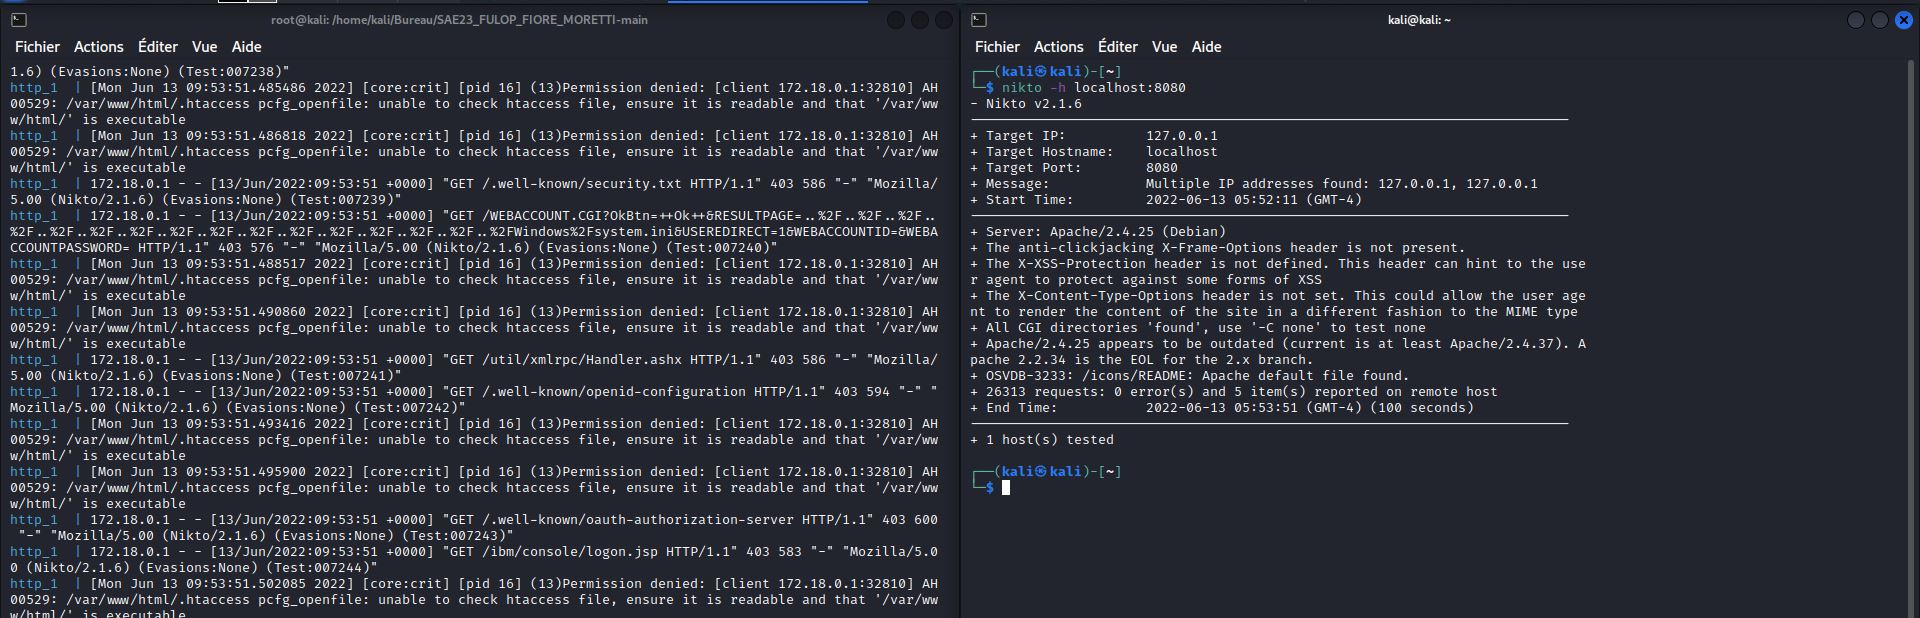 root@kali: /home/kali/Bureau/SAE23_FULOP_FIORE_MORETTI-main
Fichier Actions Éditer Vue Aide
1.6) (Evasions:None) (Test:007238)"
http_1 | [Mon Jun 13 09:53:51.485486 2022] [core:crit] [pid 16] (13)Permission denied: [client 172.18.0.1:32810] AH
00529: /var/www/html/.htaccess pcfg_openfile: unable to check htaccess file, ensure it is readable and that '/var/ww
w/html/' is executable
http_1 | [Mon Jun 13 09:53:51.486818 2022] [core:crit] [pid 16] (13)Permission denied: [client 172.18.0.1:32810] AH
00529: /var/www/html/.htaccess pcfg_openfile: unable to check htaccess file, ensure it is readable and that '/var/ww
w/html/' is executable
http_1 | 172.18.0.1 - - [13/Jun/2022:09:53:51 +0000] "GET /.well-known/security.txt HTTP/1.1" 403 586 "-" "Mozilla/
5.00 (Nikto/2.1.6) (Evasions:None) (Test:007239)"
http_1 | 172.18.0.1 - - [13/Jun/2022:09:53:51 +0000] "GET /WEBACCOUNT.CGI?OkBtn=++Ok++&RESULTPAGE=..%2F..%2F..%2F..
%2F..%2F..%2F..%2F..%2F..%2F..%2F..%2F..%2F..%2FWindows%2Fsystem.ini&USEREDIRECT=1&WEBACCOUNTID=&WEBA
CCOUNTPASSWORD= HTTP/1.1" 403 576 "-" "Mozilla/5.00 (Nikto/2.1.6) (Evasions:None) (Test:007240)"
http_1 | [Mon Jun 13 09:53:51.488517 2022] [core:crit] [pid 16] (13)Permission denied: [client 172.18.0.1:32810] AH
00529: /var/www/html/.htaccess pcfg_openfile: unable to check htaccess file, ensure it is readable and that '/var/ww
w/html/' is executable
http_1 | [Mon Jun 13 09:53:51.490860 2022] [core:crit] [pid 16] (13)Permission denied: [client 172.18.0.1:32810] AH
00529: /var/www/html/.htaccess pcfg_openfile: unable to check htaccess file, ensure it is readable and that '/var/ww
w/html/' is executable
http_1 | 172.18.0.1 - - [13/Jun/2022:09:53:51 +0000] "GET /util/xmlrpc/Handler.ashx HTTP/1.1" 403 586 "-" "Mozilla/
5.00 (Nikto/2.1.6) (Evasions:None) (Test:007241)"
http_1 | 172.18.0.1 - - [13/Jun/2022:09:53:51 +0000] "GET /.well-known/openid-configuration HTTP/1.1" 403 594 "-" "
Mozilla/5.00 (Nikto/2.1.6) (Evasions:None) (Test:007242)"
http_1 | [Mon Jun 13 09:53:51.493416 2022] [core:crit] [pid 16] (13)Permission denied: [client 172.18.0.1:32810] AH
00529: /var/www/html/.htaccess pcfg_openfile: unable to check htaccess file, ensure it is readable and that '/var/ww
w/html/' is executable
http_1 | [Mon Jun 13 09:53:51.495900 2022] [core:crit] [pid 16] (13)Permission denied: [client 172.18.0.1:32810] AH
00529: /var/www/html/.htaccess pcfg_openfile: unable to check htaccess file, ensure it is readable and that '/var/ww
w/html/' is executable
http_1 | 172.18.0.1 - - [13/Jun/2022:09:53:51 +0000] "GET /.well-known/oauth-authorization-server HTTP/1.1" 403 600
"-" "Mozilla/5.00 (Nikto/2.1.6) (Evasions:None) (Test:007243)"
http_1 | 172.18.0.1 - - [13/Jun/2022:09:53:51 +0000] "GET /ibm/console/logon.jsp HTTP/1.1" 403 583 "-" "Mozilla/5.0
0 (Nikto/2.1.6) (Evasions:None) (Test:007244)"
http_1 | [Mon Jun 13 09:53:51.502085 2022] [core:crit] [pid 16] (13)Permission denied: [client 172.18.0.1:32810] AH
00529: /var/www/html/.htaccess pcfg_openfile: unable to check htaccess file, ensure it is readable and that '/var/ww
w/html/' is executable
kali@kali: ~
Fichier Actions Éditer Vue Aide
┌──(kali㉿kali)-[~]
└─$ nikto -h localhost:8080
- Nikto v2.1.6
+ Target IP: 127.0.0.1
+ Target Hostname: localhost
+ Target Port: 8080
+ Message: Multiple IP addresses found: 127.0.0.1, 127.0.0.1
+ Start Time: 2022-06-13 05:52:11 (GMT-4)
+ Server: Apache/2.4.25 (Debian)
+ The anti-clickjacking X-Frame-Options header is not present.
+ The X-XSS-Protection header is not defined. This header can hint to the use
r agent to protect against some forms of XSS
+ The X-Content-Type-Options header is not set. This could allow the user age
nt to render the content of the site in a different fashion to the MIME type
+ All CGI directories 'found', use '-C none' to test none
+ Apache/2.4.25 appears to be outdated (current is at least Apache/2.4.37). A
pache 2.2.34 is the EOL for the 2.x branch.
+ OSVDB-3233: /icons/README: Apache default file found.
+ 26313 requests: 0 error(s) and 5 item(s) reported on remote host
+ End Time: 2022-06-13 05:53:51 (GMT-4) (100 seconds)
+ 1 host(s) tested
┌──(kali㉿kali)-[~]
└─$